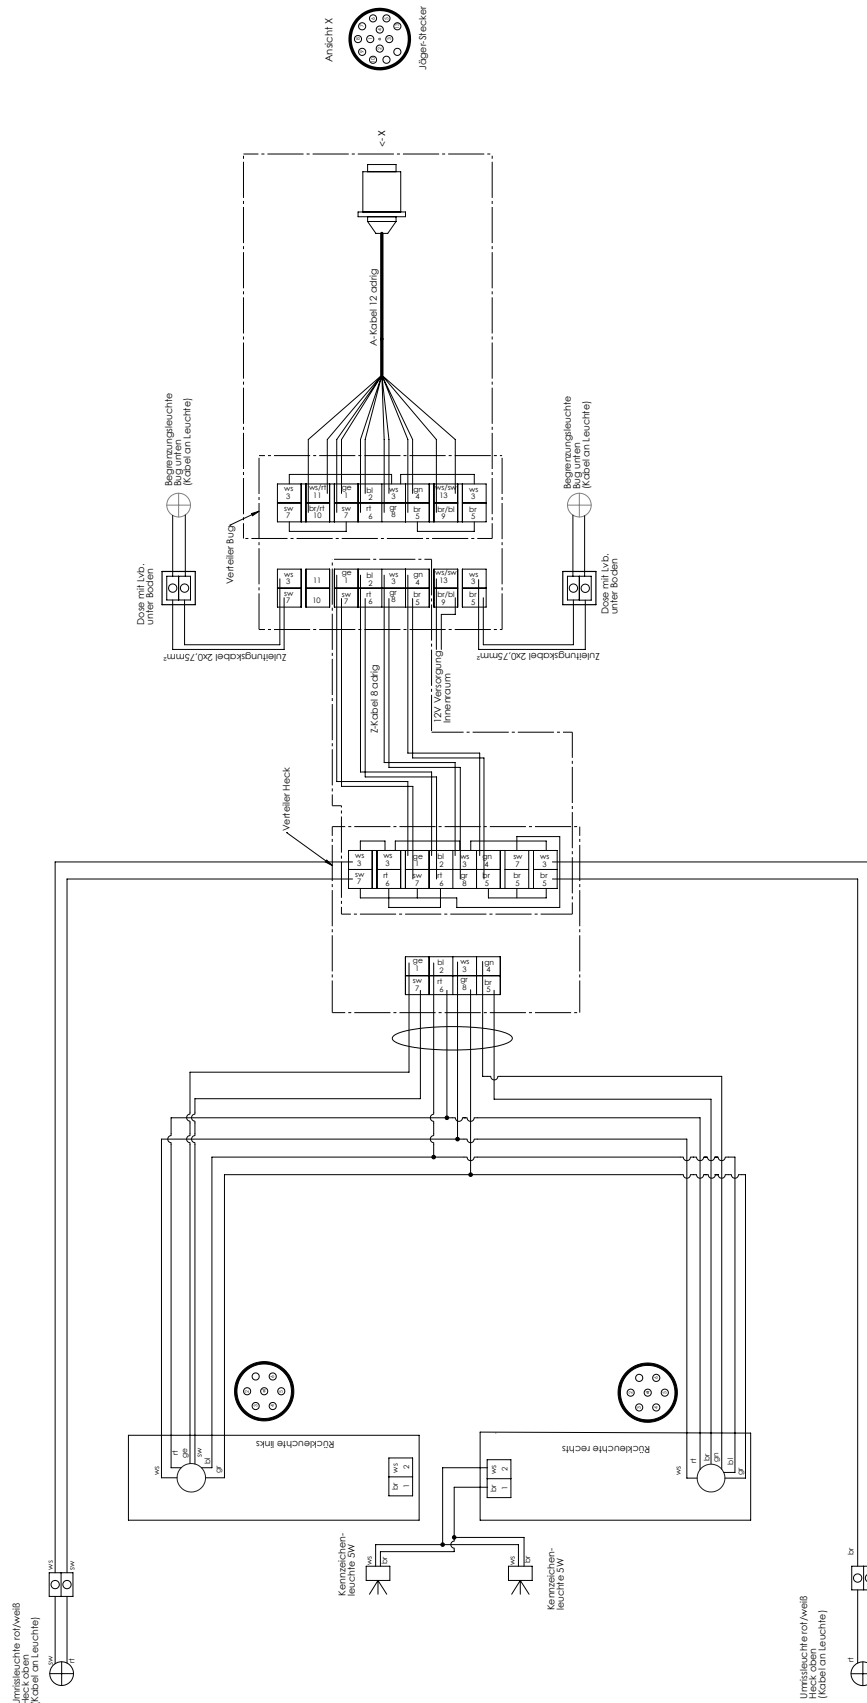 Ansicht X
Jäger-Stecker
<- X
A-Kabel 12 adrig
Begrenzungsleuchte
Bug unten
(Kabel an Leuchte)
Begrenzungsleuchte
Bug unten
(Kabel an Leuchte)
Verteiler Bug
ws 3
ws/rt 11
ge 1
bl 2
ws 3
gn 4
ws/sw 13
ws 3
sw 7
br/rt 10
sw 7
rt 6
gr 8
br 5
br/bl 9
br 5
Dose mit Lvb.
unter Boden
Dose mit Lvb.
unter Boden
ws 3
11
ge 1
bl 2
ws 3
gn 4
ws/sw 13
ws 3
sw 7
10
sw 7
rt 6
gr 8
br 5
br/bl 9
br 5
Zuleitungskabel 2x0,75mm²
Zuleitungskabel 2x0,75mm²
Z-Kabel 8 adrig
12V Versorgung
Innenraum
Verteiler Heck
ws 3
ws 3
ge 1
bl 2
ws 3
gn 4
sw 7
ws 3
sw 7
rt 6
sw 7
rt 6
gr 8
br 5
br 5
br 5
ge 1
bl 2
ws 3
gn 4
sw 7
rt 6
gr 8
br 5
Rückleuchte links
ws
rt
ge
sw
bl
gr
ws 2
br 1
Rückleuchte rechts
ws
rt
br
gn
bl
gr
ws 2
br 1
Kennzeichen-
leuchte 5W
ws
br
Kennzeichen-
leuchte 5W
ws
br
Umrissleuchte rot/weiß
Heck oben
(Kabel an Leuchte)
ws
sw
sw
rt
Umrissleuchte rot/weiß
Heck oben
(Kabel an Leuchte)
br
rt